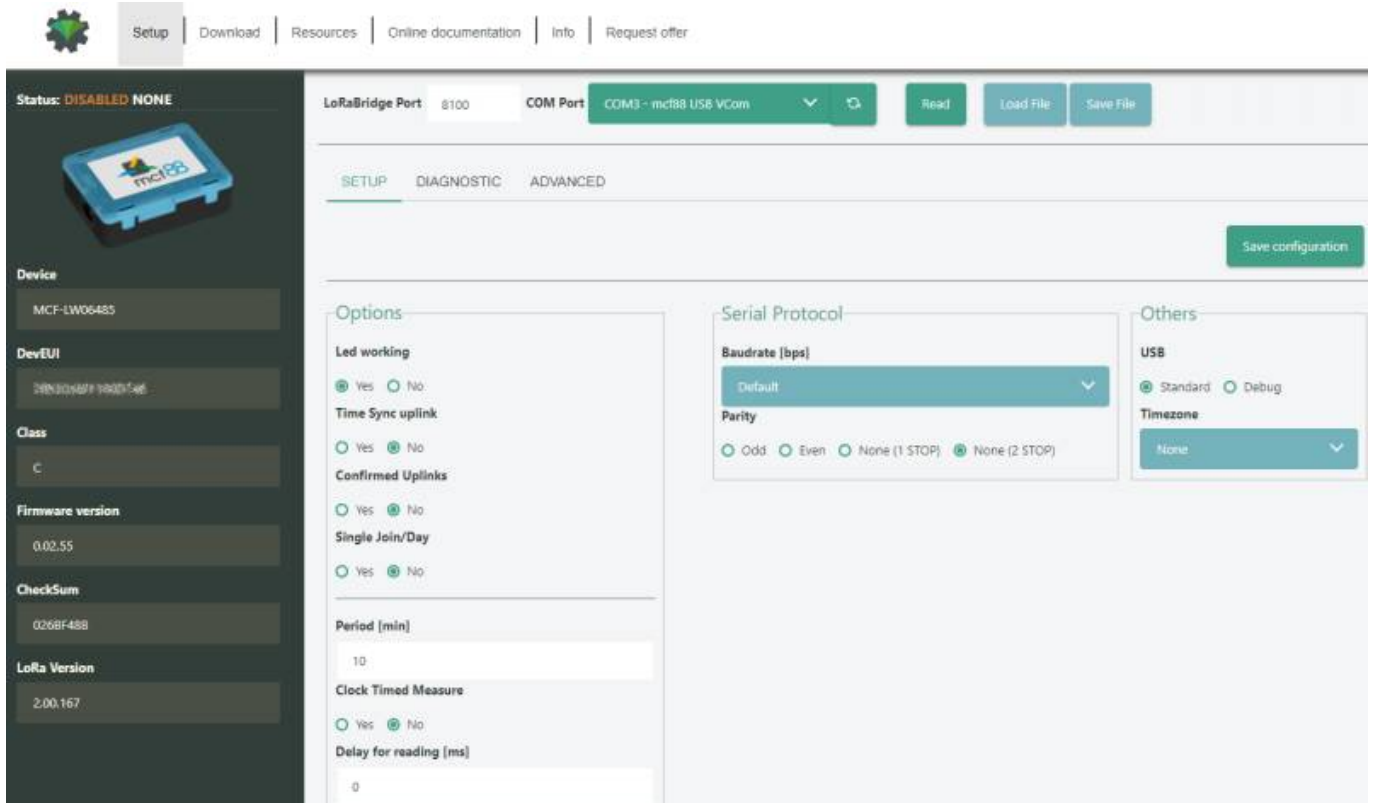 Setup Download Resources Online documentation Info Request offer
Status: DISABLED NONE
mcf88
Device
MCF-LW06485
DevEUI
Class
C
Firmware version
0.02.55
CheckSum
026BF48B
LoRa Version
2.00.167
LoRaBridge Port 8100 COM Port COM3 - mcf88 USB VCom Read Load File Save File
SETUP DIAGNOSTIC ADVANCED
Save configuration
Options
Led working
Yes No
Time Sync uplink
Yes No
Confirmed Uplinks
Yes No
Single Join/Day
Yes No
Period [min]
10
Clock Timed Measure
Yes No
Delay for reading [ms]
0
Serial Protocol
Baudrate [bps]
Default
Parity
Odd Even None (1 STOP) None (2 STOP)
Others
USB
Standard Debug
Timezone
None